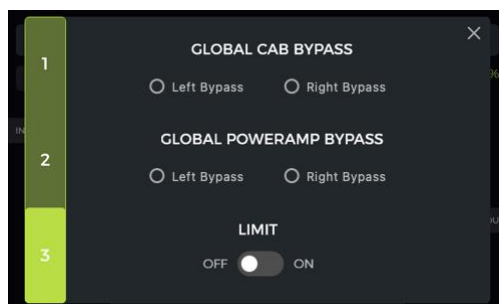 1
GLOBAL CAB BYPASS
Left Bypass Right Bypass
GLOBAL POWERAMP BYPASS
2
Left Bypass Right Bypass
LIMIT
3
OFF ON